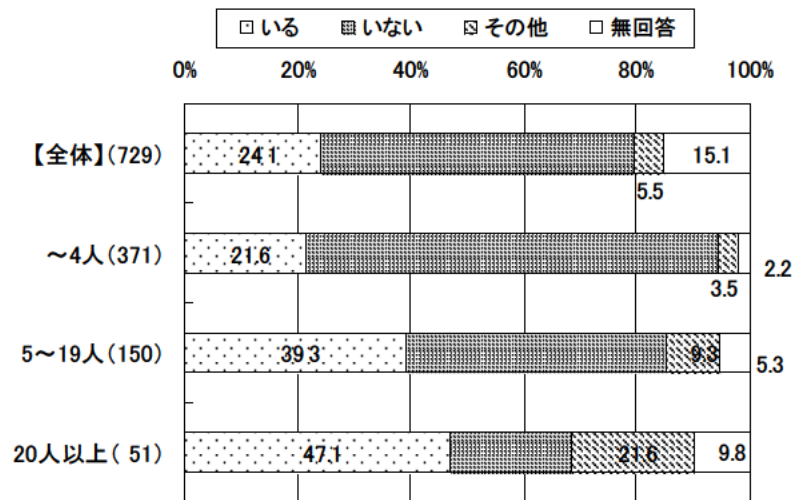 いる いない その他 無回答
0% 20% 40% 60% 80% 100%
【全体】(729) 24.1 15.1
5.5
～4人(371) 21.6 2.2
3.5
5～19人(150) 39.3 9.3 5.3
20人以上( 51) 47.1 21.6 9.8